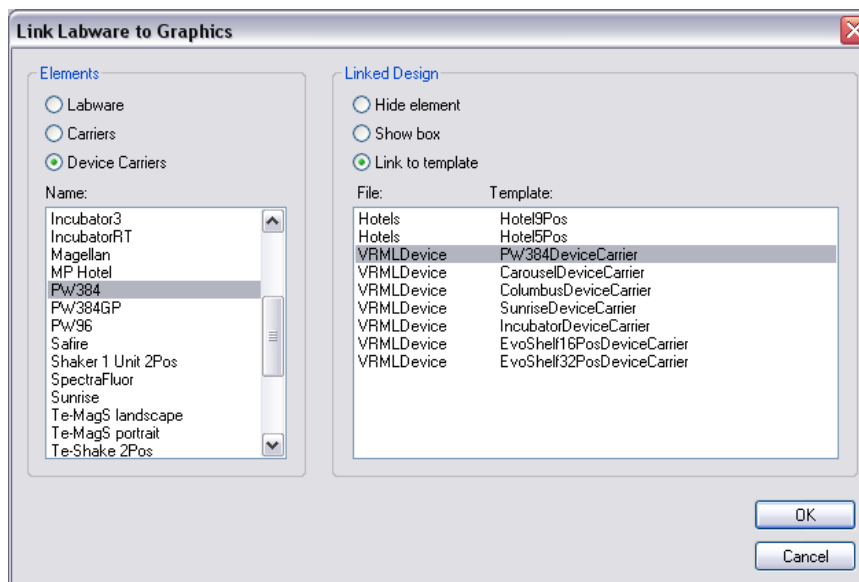 Link Labware to Graphics
Elements
Labware
Carriers
Device Carriers
Name:
Incubator3
IncubatorRT
Magellan
MP Hotel
PW384
PW384GP
PW96
Safire
Shaker 1 Unit 2Pos
SpectraFluor
Sunrise
Te-MagS landscape
Te-MagS portrait
Te-Shake 2Pos
Linked Design
Hide element
Show box
Link to template
File: Template:
Hotels Hotel9Pos
Hotels Hotel5Pos
VRMLDevice PW384DeviceCarrier
VRMLDevice CarouselDeviceCarrier
VRMLDevice ColumbusDeviceCarrier
VRMLDevice SunriseDeviceCarrier
VRMLDevice IncubatorDeviceCarrier
VRMLDevice EvoShelf16PosDeviceCarrier
VRMLDevice EvoShelf32PosDeviceCarrier
OK
Cancel